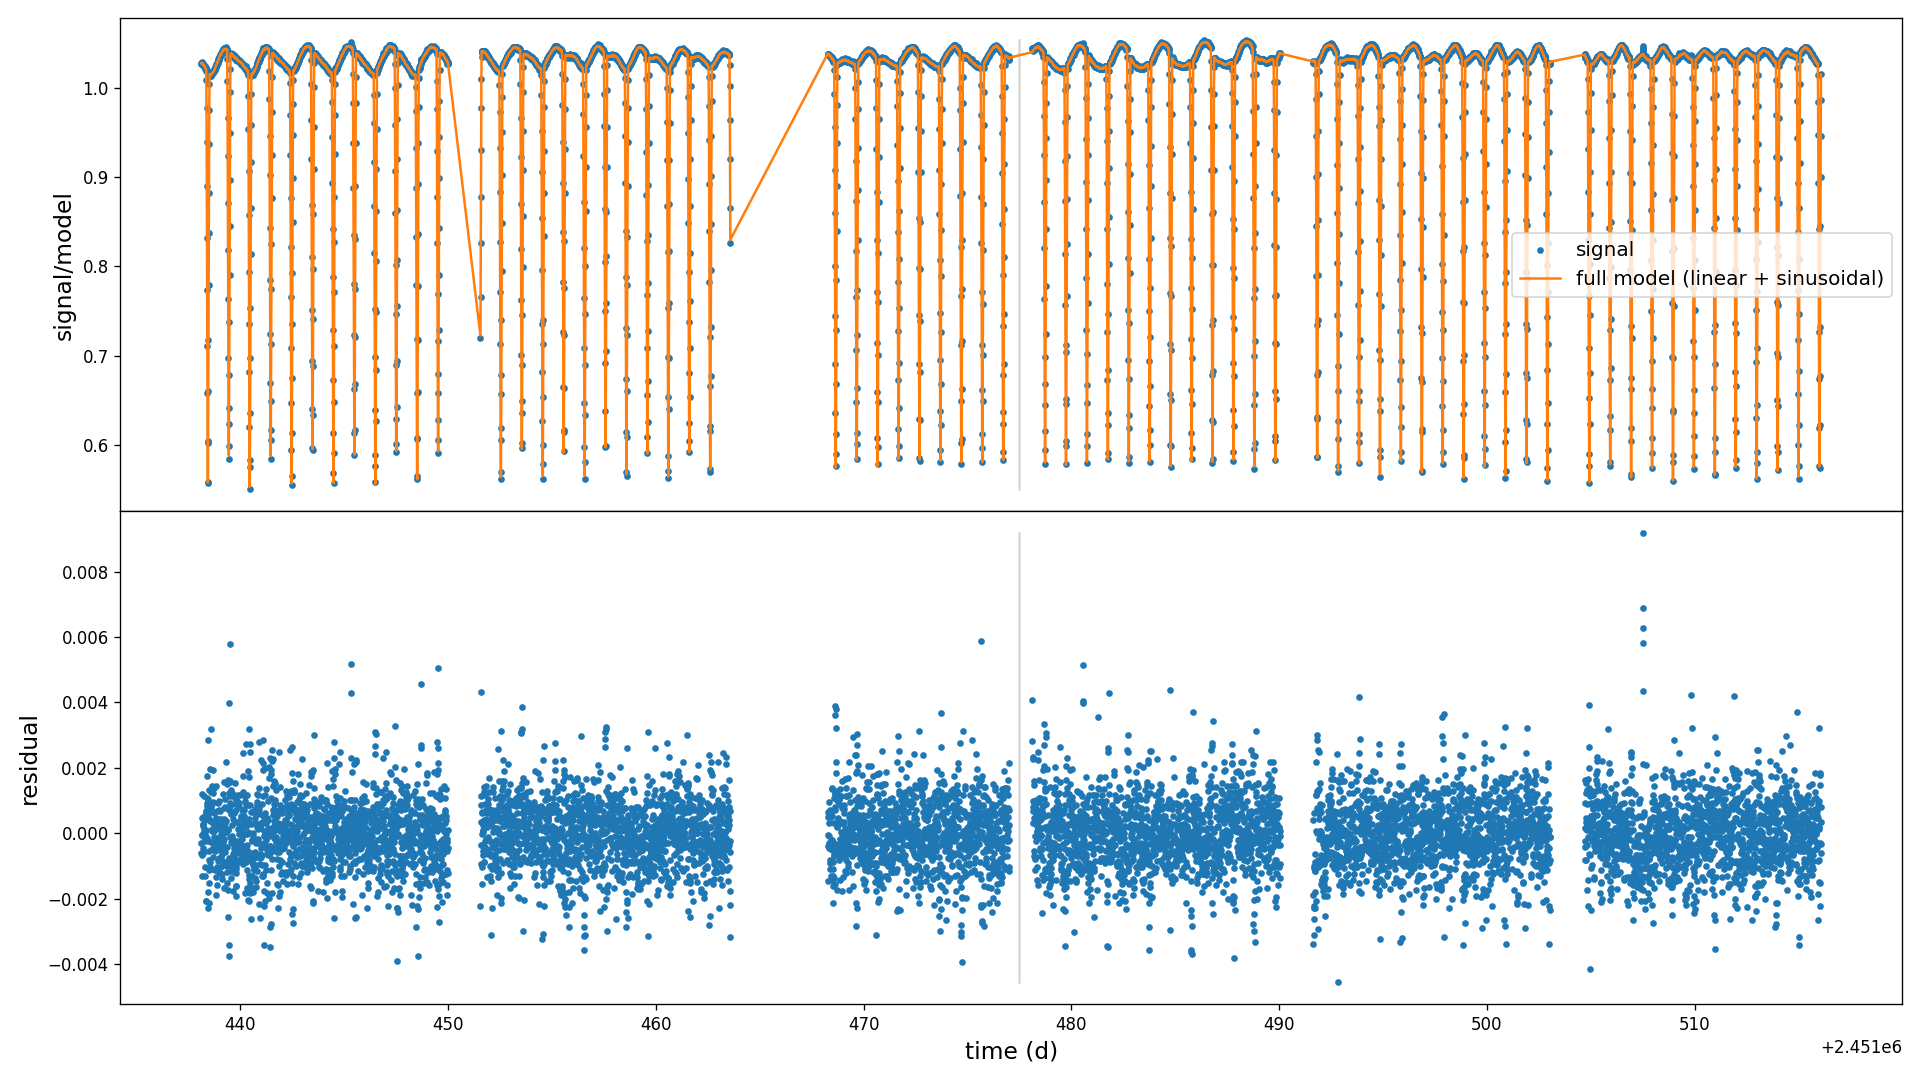 signal/model
1.0
0.9
0.8
0.7
0.6
signal
full model (linear + sinusoidal)
residual
0.008
0.006
0.004
0.002
0.000
−0.002
−0.004
440 450 460 470 480 490 500 510
time (d)
+2.451e6